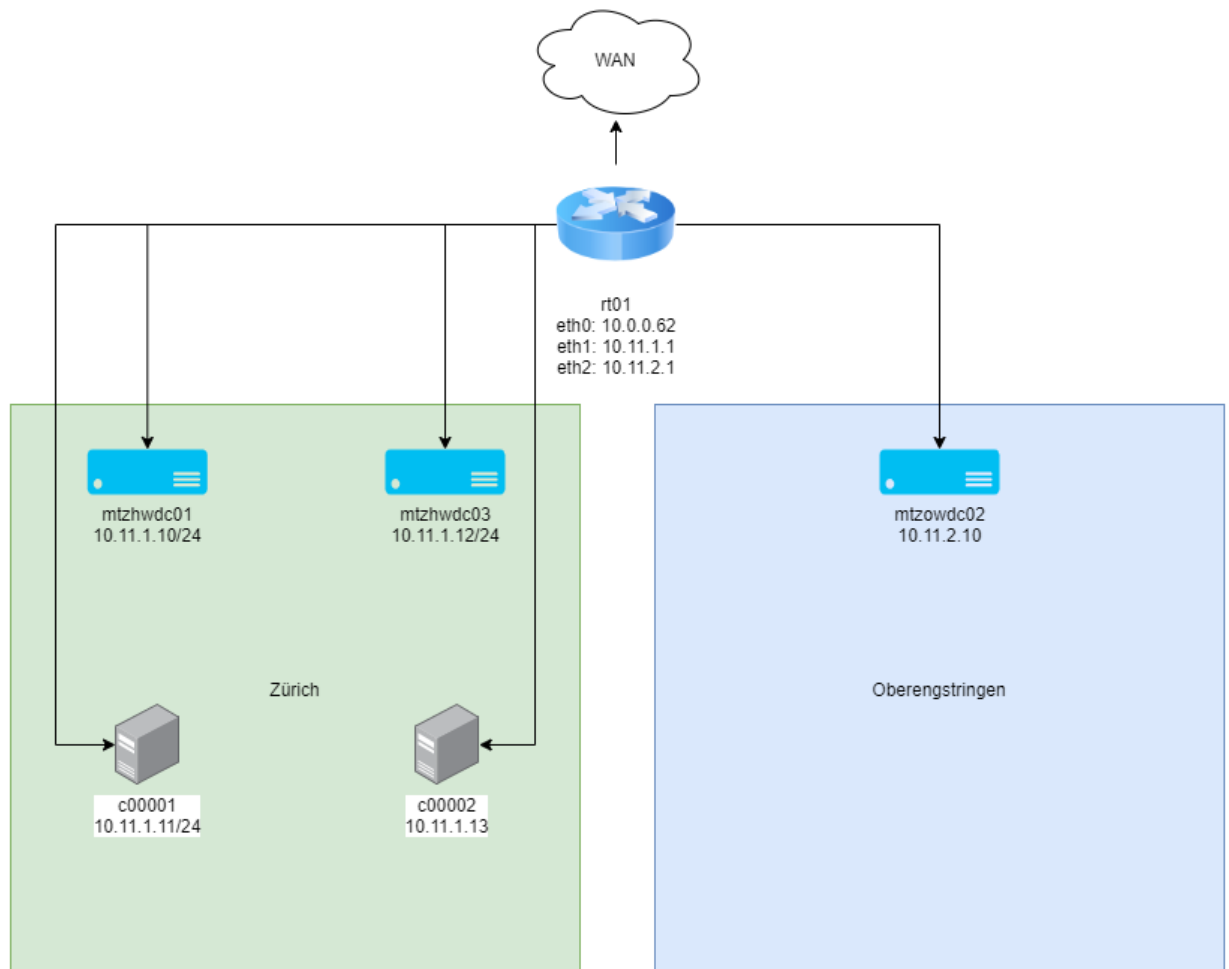 WAN
rt01
eth0: 10.0.0.62
eth1: 10.11.1.1
eth2: 10.11.2.1
mtzhwdc01
10.11.1.10/24
mtzhwdc03
10.11.1.12/24
mtzowdc02
10.11.2.10
Zürich
Oberengstringen
c00001
10.11.1.11/24
c00002
10.11.1.13